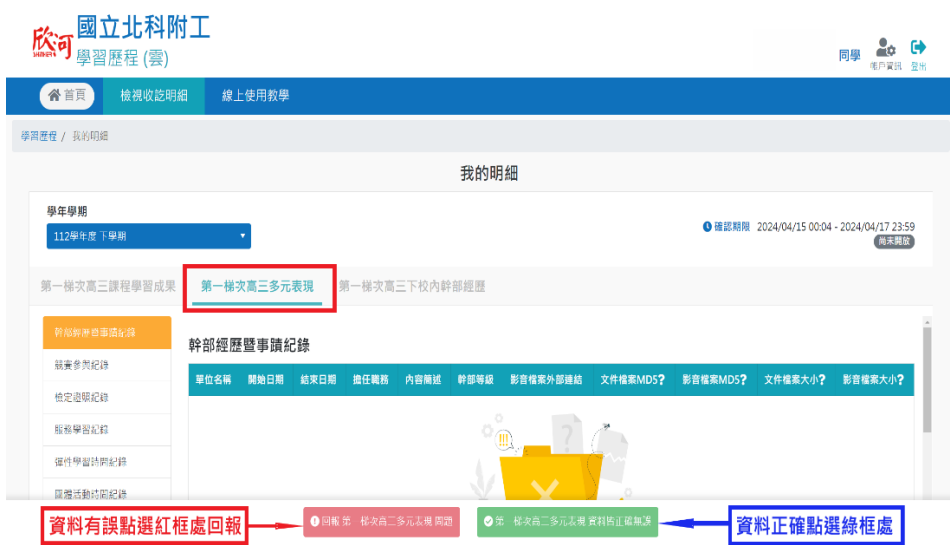 欣河
SHINHER
國立北科附工
學習歷程 (雲)
同學
帳戶資訊
登出
首頁
檢視收訖明細
線上使用教學
學習歷程 / 我的明細
我的明細
學年學期
112學年度 下學期
確認期限 2024/04/15 00:04 - 2024/04/17 23:59
尚未開放
第一梯次高三課程學習成果
第一梯次高三多元表現
第一梯次高三下校內幹部經歷
幹部經歷暨事蹟紀錄
競賽參與紀錄
檢定證明紀錄
服務學習紀錄
彈性學習時間紀錄
團體活動時間紀錄
幹部經歷暨事蹟紀錄
單位名稱 開始日期 結束日期 擔任職務 內容簡述 幹部等級 影音檔案外部連結 文件檔案MD5? 影音檔案MD5? 文件檔案大小? 影音檔案大小?
資料有誤點選紅框處回報
回報 第一梯次高三多元表現 問題
第一梯次高三多元表現 資料皆正確無誤
資料正確點選綠框處